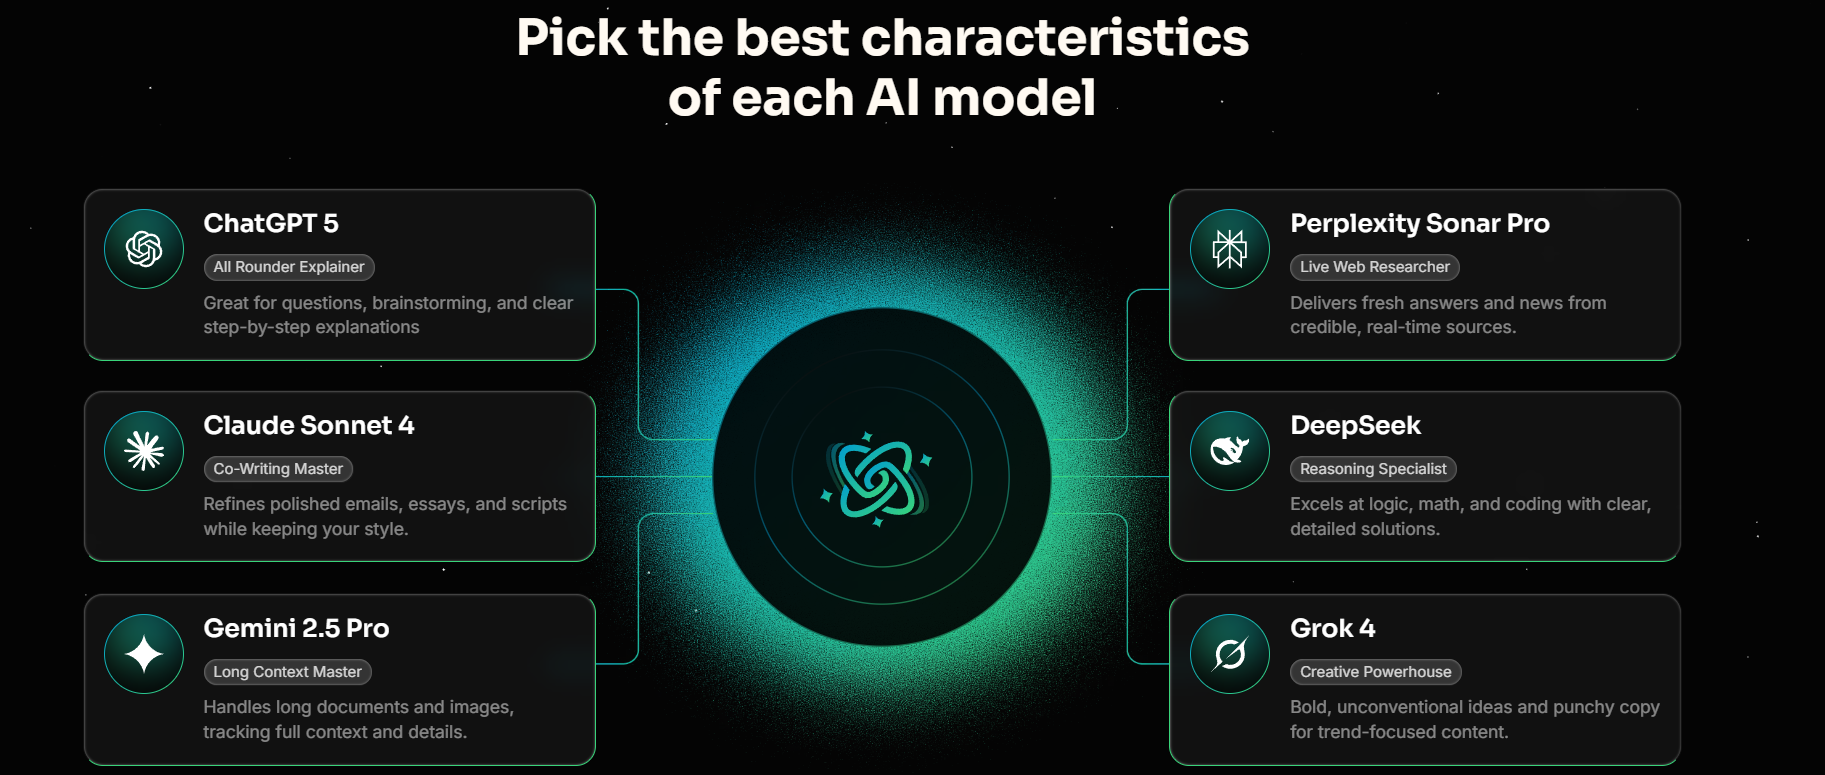 Pick the best characteristics
of each AI model
ChatGPT 5
All Rounder Explainer
Great for questions, brainstorming, and clear
step-by-step explanations
Claude Sonnet 4
Co-Writing Master
Refines polished emails, essays, and scripts
while keeping your style.
Gemini 2.5 Pro
Long Context Master
Handles long documents and images,
tracking full context and details.
Perplexity Sonar Pro
Live Web Researcher
Delivers fresh answers and news from
credible, real-time sources.
DeepSeek
Reasoning Specialist
Excels at logic, math, and coding with clear,
detailed solutions.
Grok 4
Creative Powerhouse
Bold, unconventional ideas and punchy copy
for trend-focused content.